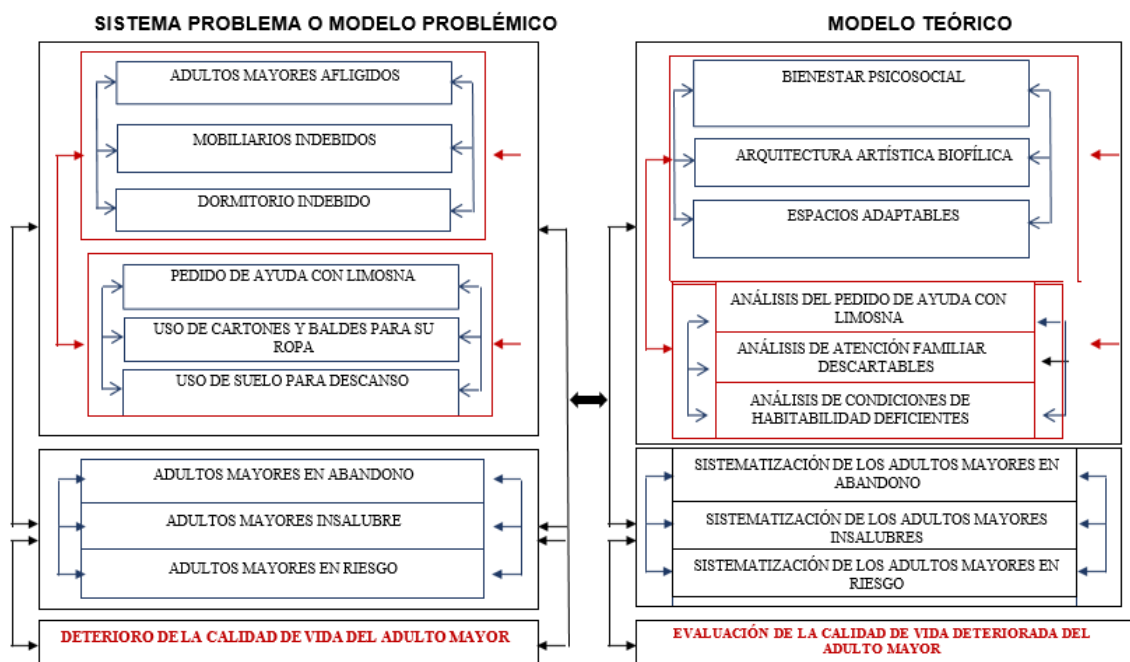 SISTEMA PROBLEMA O MODELO PROBLÉMICO
ADULTOS MAYORES AFLIGIDOS
MOBILIARIOS INDEBIDOS
DORMITORIO INDEBIDO
PEDIDO DE AYUDA CON LIMOSNA
USO DE CARTONES Y BALDES PARA SU
ROPA
USO DE SUELO PARA DESCANSO
ADULTOS MAYORES EN ABANDONO
ADULTOS MAYORES INSALUBRE
ADULTOS MAYORES EN RIESGO
DETERIORO DE LA CALIDAD DE VIDA DEL ADULTO MAYOR
MODELO TEÓRICO
BIENESTAR PSICOSOCIAL
ARQUITECTURA ARTÍSTICA BIOFÍLICA
ESPACIOS ADAPTABLES
ANÁLISIS DEL PEDIDO DE AYUDA CON
LIMOSNA
ANÁLISIS DE ATENCIÓN FAMILIAR
DESCARTABLES
ANÁLISIS DE CONDICIONES DE
HABITABILIDAD DEFICIENTES
SISTEMATIZACIÓN DE LOS ADULTOS MAYORES EN
ABANDONO
SISTEMATIZACIÓN DE LOS ADULTOS MAYORES
INSALUBRES
SISTEMATIZACIÓN DE LOS ADULTOS MAYORES EN
RIESGO
EVALUACIÓN DE LA CALIDAD DE VIDA DETERIORADA DEL
ADULTO MAYOR